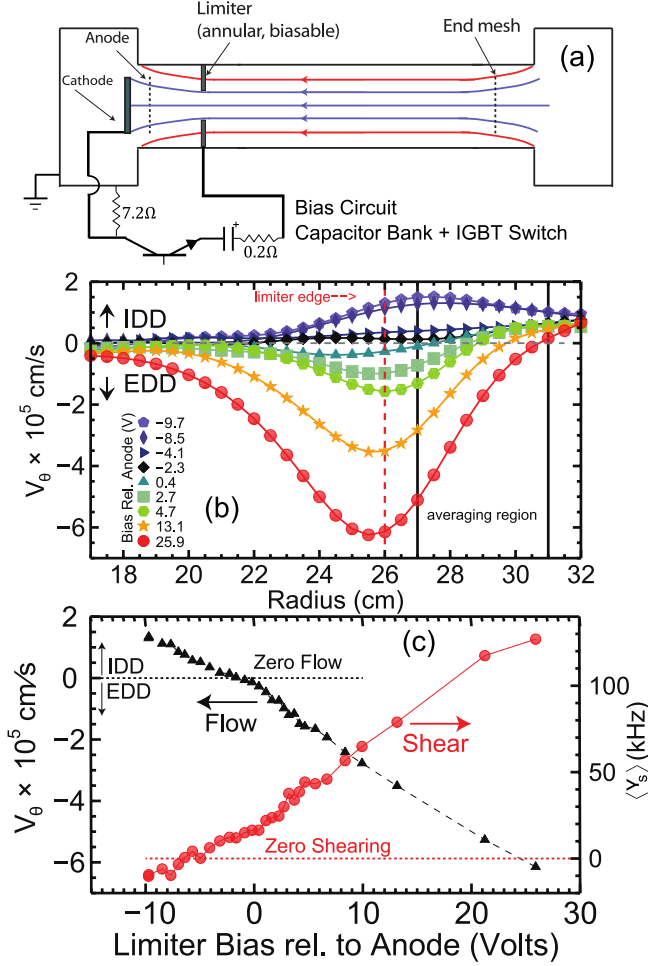 Limiter
(annular, biasable)
End mesh
(a)
Anode
Cathode
7.2Ω
+
0.2Ω
Bias Circuit
Capacitor Bank + IGBT Switch
V_θ × 10⁵ cm/s
2
0
−2
−4
−6
limiter edge-->
IDD
EDD
Bias Rel. Anode (V)
−9.7
−8.5
−4.1
−2.3
0.4
2.7
4.7
13.1
25.9
(b)
averaging region
18 20 22 24 26 28 30 32
Radius (cm)
V_θ × 10⁵ cm/s
2
0
−2
−4
−6
(c)
IDD
EDD
Zero Flow
Flow
Shear
Zero Shearing
100
50
0
⟨γ_s⟩ (kHz)
−10 0 10 20 30
Limiter Bias rel. to Anode (Volts)